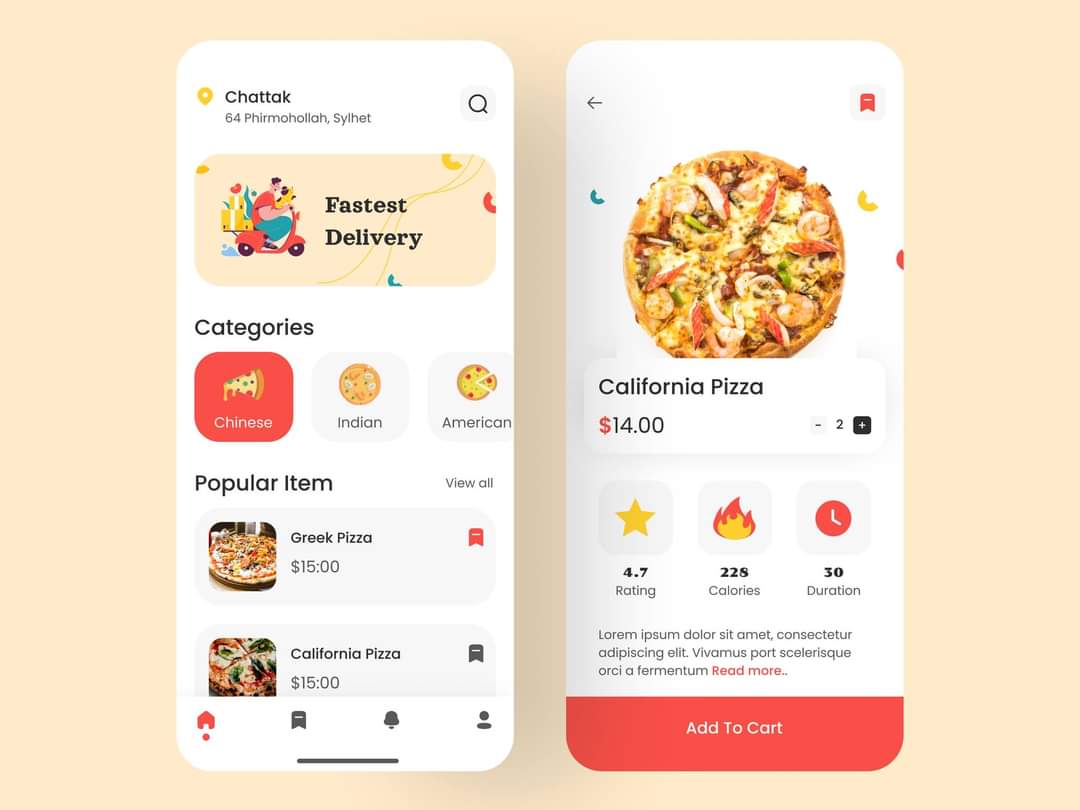 Chattak
64 Phirmohollah, Sylhet
Fastest
Delivery
Categories
Chinese
Indian
American
Popular Item
View all
Greek Pizza
$15:00
California Pizza
$15:00
California Pizza
$14.00
- 2 +
4.7
Rating
228
Calories
30
Duration
Lorem ipsum dolor sit amet, consectetur
adipiscing elit. Vivamus port scelerisque
orci a fermentum Read more..
Add To Cart